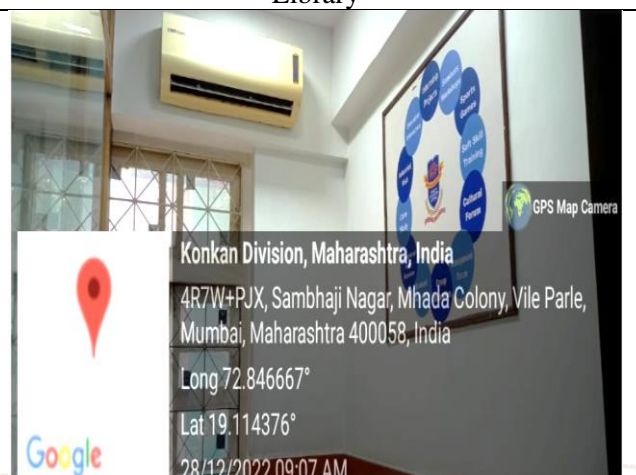 Library
Internship Projects
Sports Games
Soft Skill Training
Cultural Forum
GPS Map Camera
Konkan Division, Maharashtra, India
4R7W+PJX, Sambhaji Nagar, Mhada Colony, Vile Parle,
Mumbai, Maharashtra 400058, India
Long 72.846667°
Lat 19.114376°
28/12/2022 09:07 AM
Google